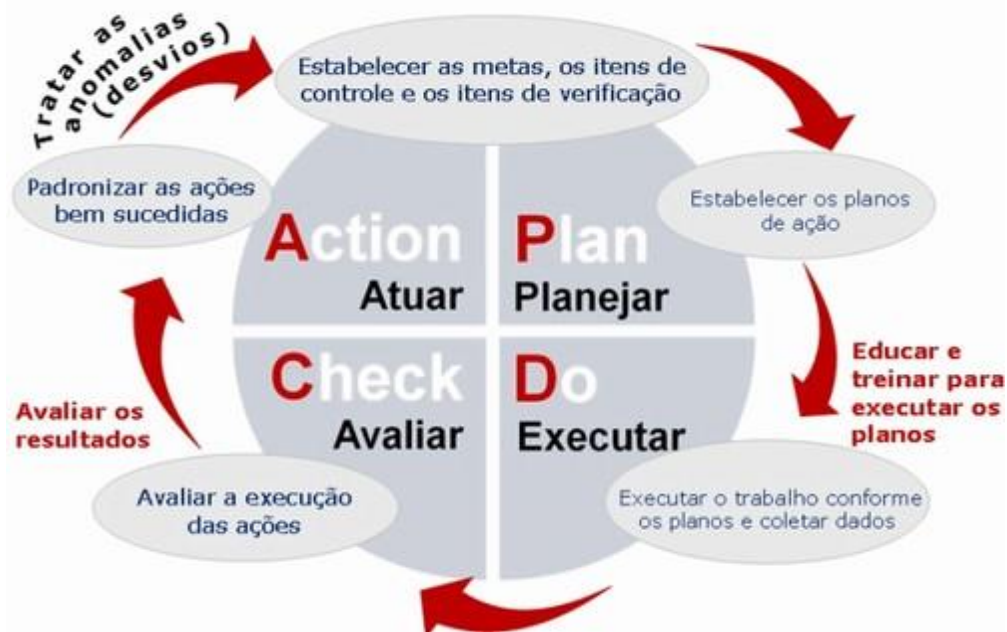 Tratar as
anomalias
(desvios)
Estabelecer as metas, os itens de
controle e os itens de verificação
Padronizar as ações
bem sucedidas
Estabelecer os planos
de ação
Action
Atuar
Plan
Planejar
Check
Avaliar
Do
Executar
Educar e
treinar para
executar os
planos
Avaliar os
resultados
Avaliar a execução
das ações
Executar o trabalho conforme
os planos e coletar dados